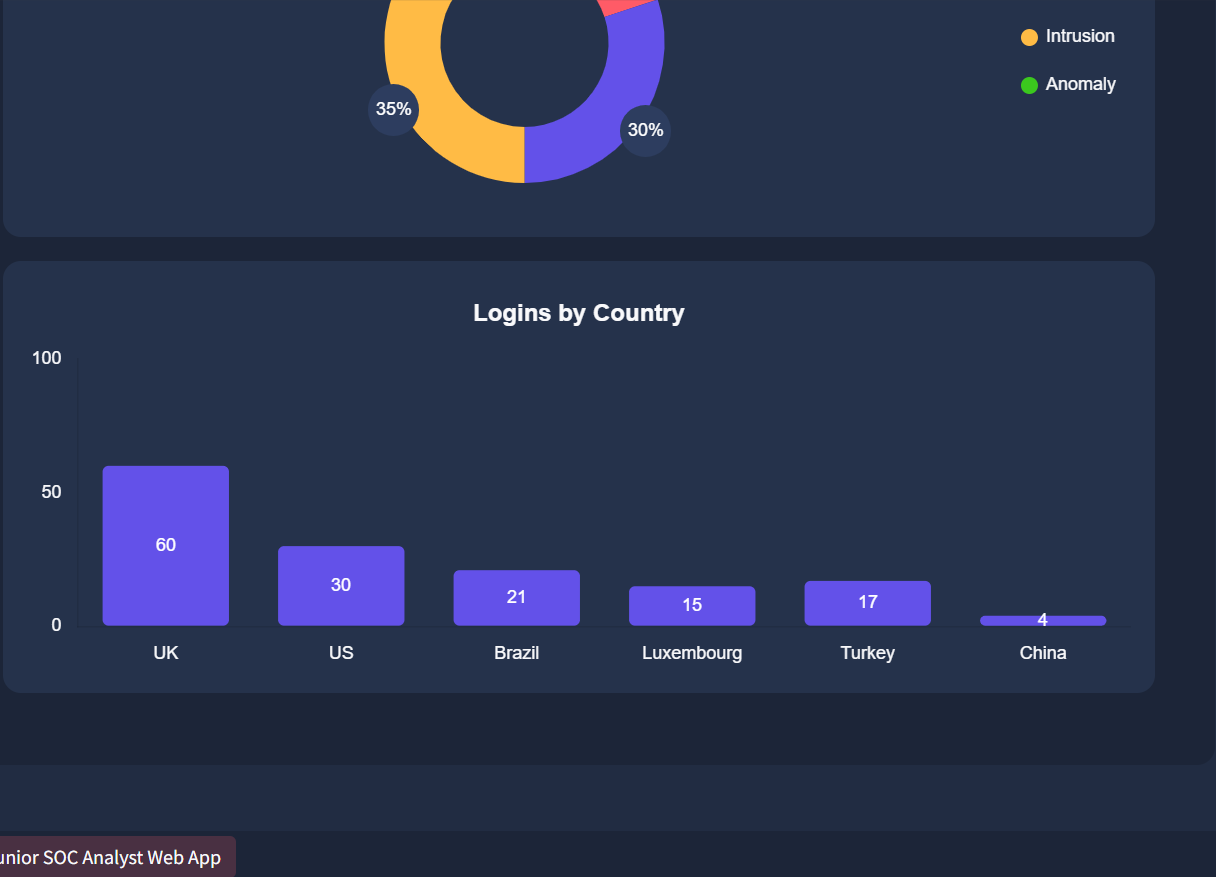 Intrusion
Anomaly
35%
30%
Logins by Country
100
50
0
60
30
21
15
17
4
UK
US
Brazil
Luxembourg
Turkey
China
unior SOC Analyst Web App